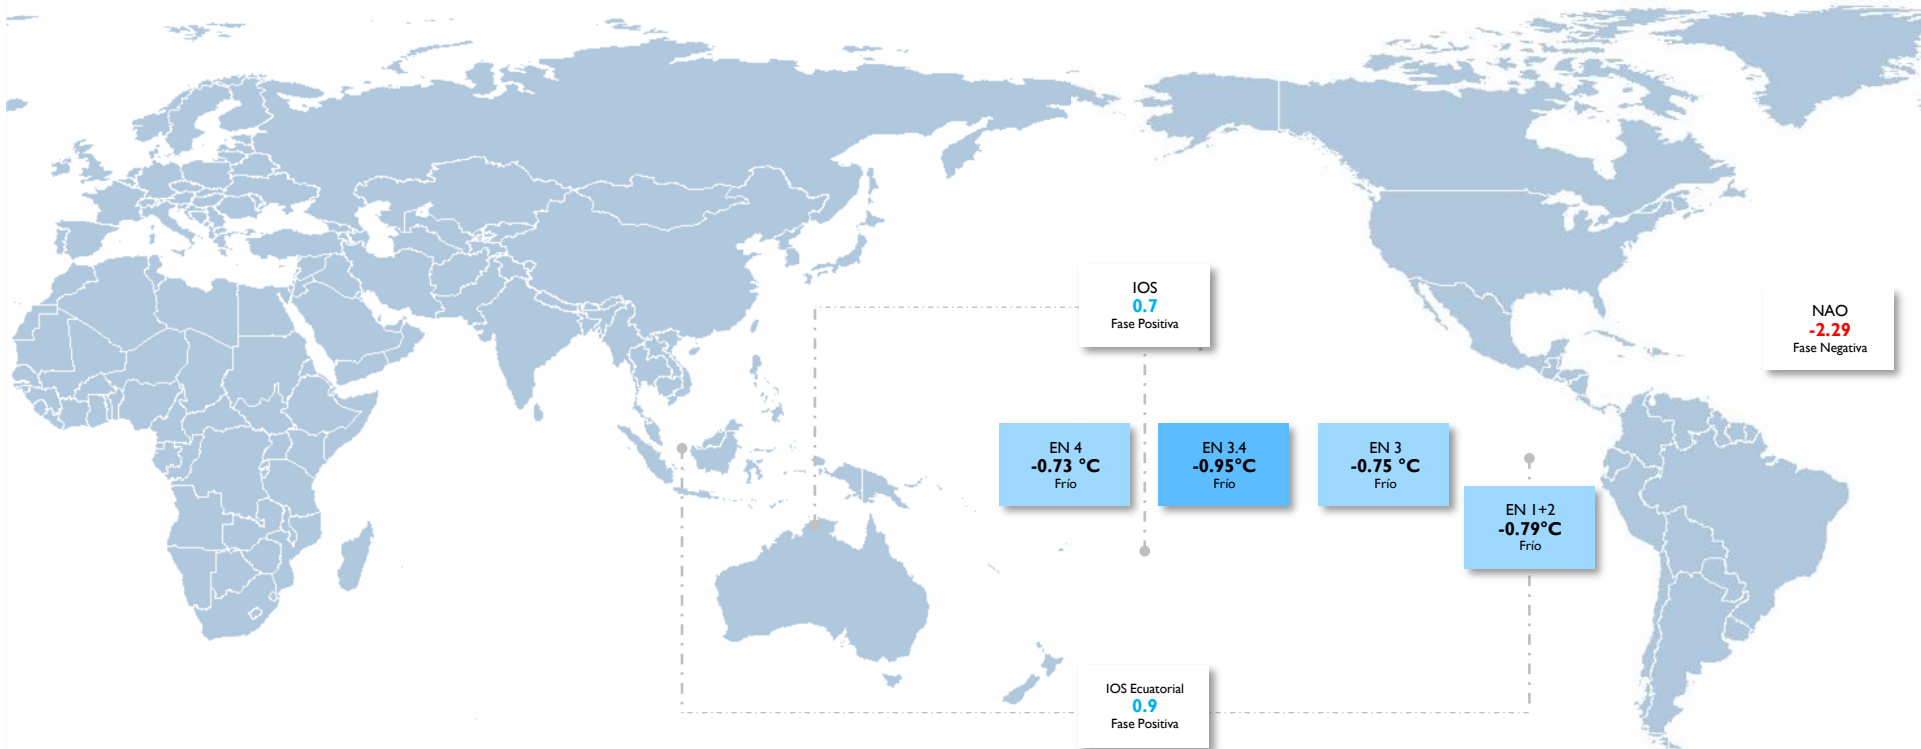 IOS
0.7
Fase Positiva
NAO
-2.29
Fase Negativa
EN 4
-0.73 °C
Frío
EN 3.4
-0.95°C
Frío
EN 3
-0.75 °C
Frío
EN 1+2
-0.79°C
Frío
IOS Ecuatorial
0.9
Fase Positiva